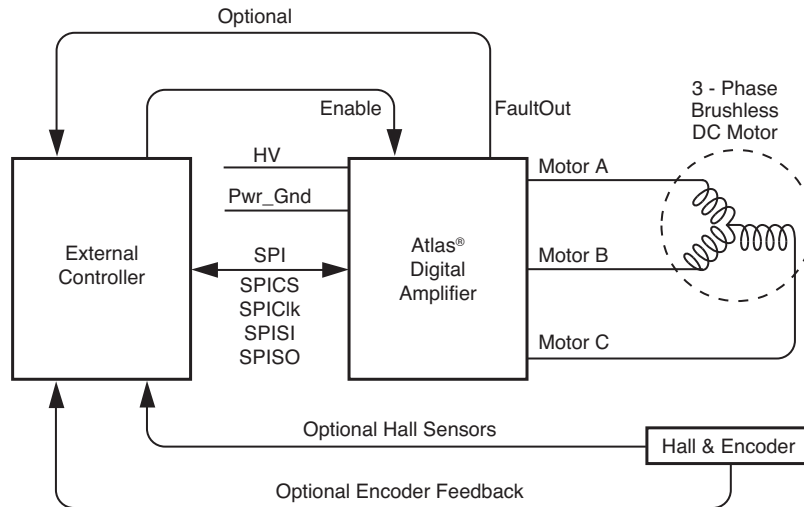 Optional
Enable
FaultOut
3 - Phase
Brushless
DC Motor
HV
Pwr_Gnd
Motor A
External
Controller
SPI
SPICS
SPIClk
SPISI
SPISO
Atlas®
Digital
Amplifier
Motor B
Motor C
Optional Hall Sensors
Hall & Encoder
Optional Encoder Feedback